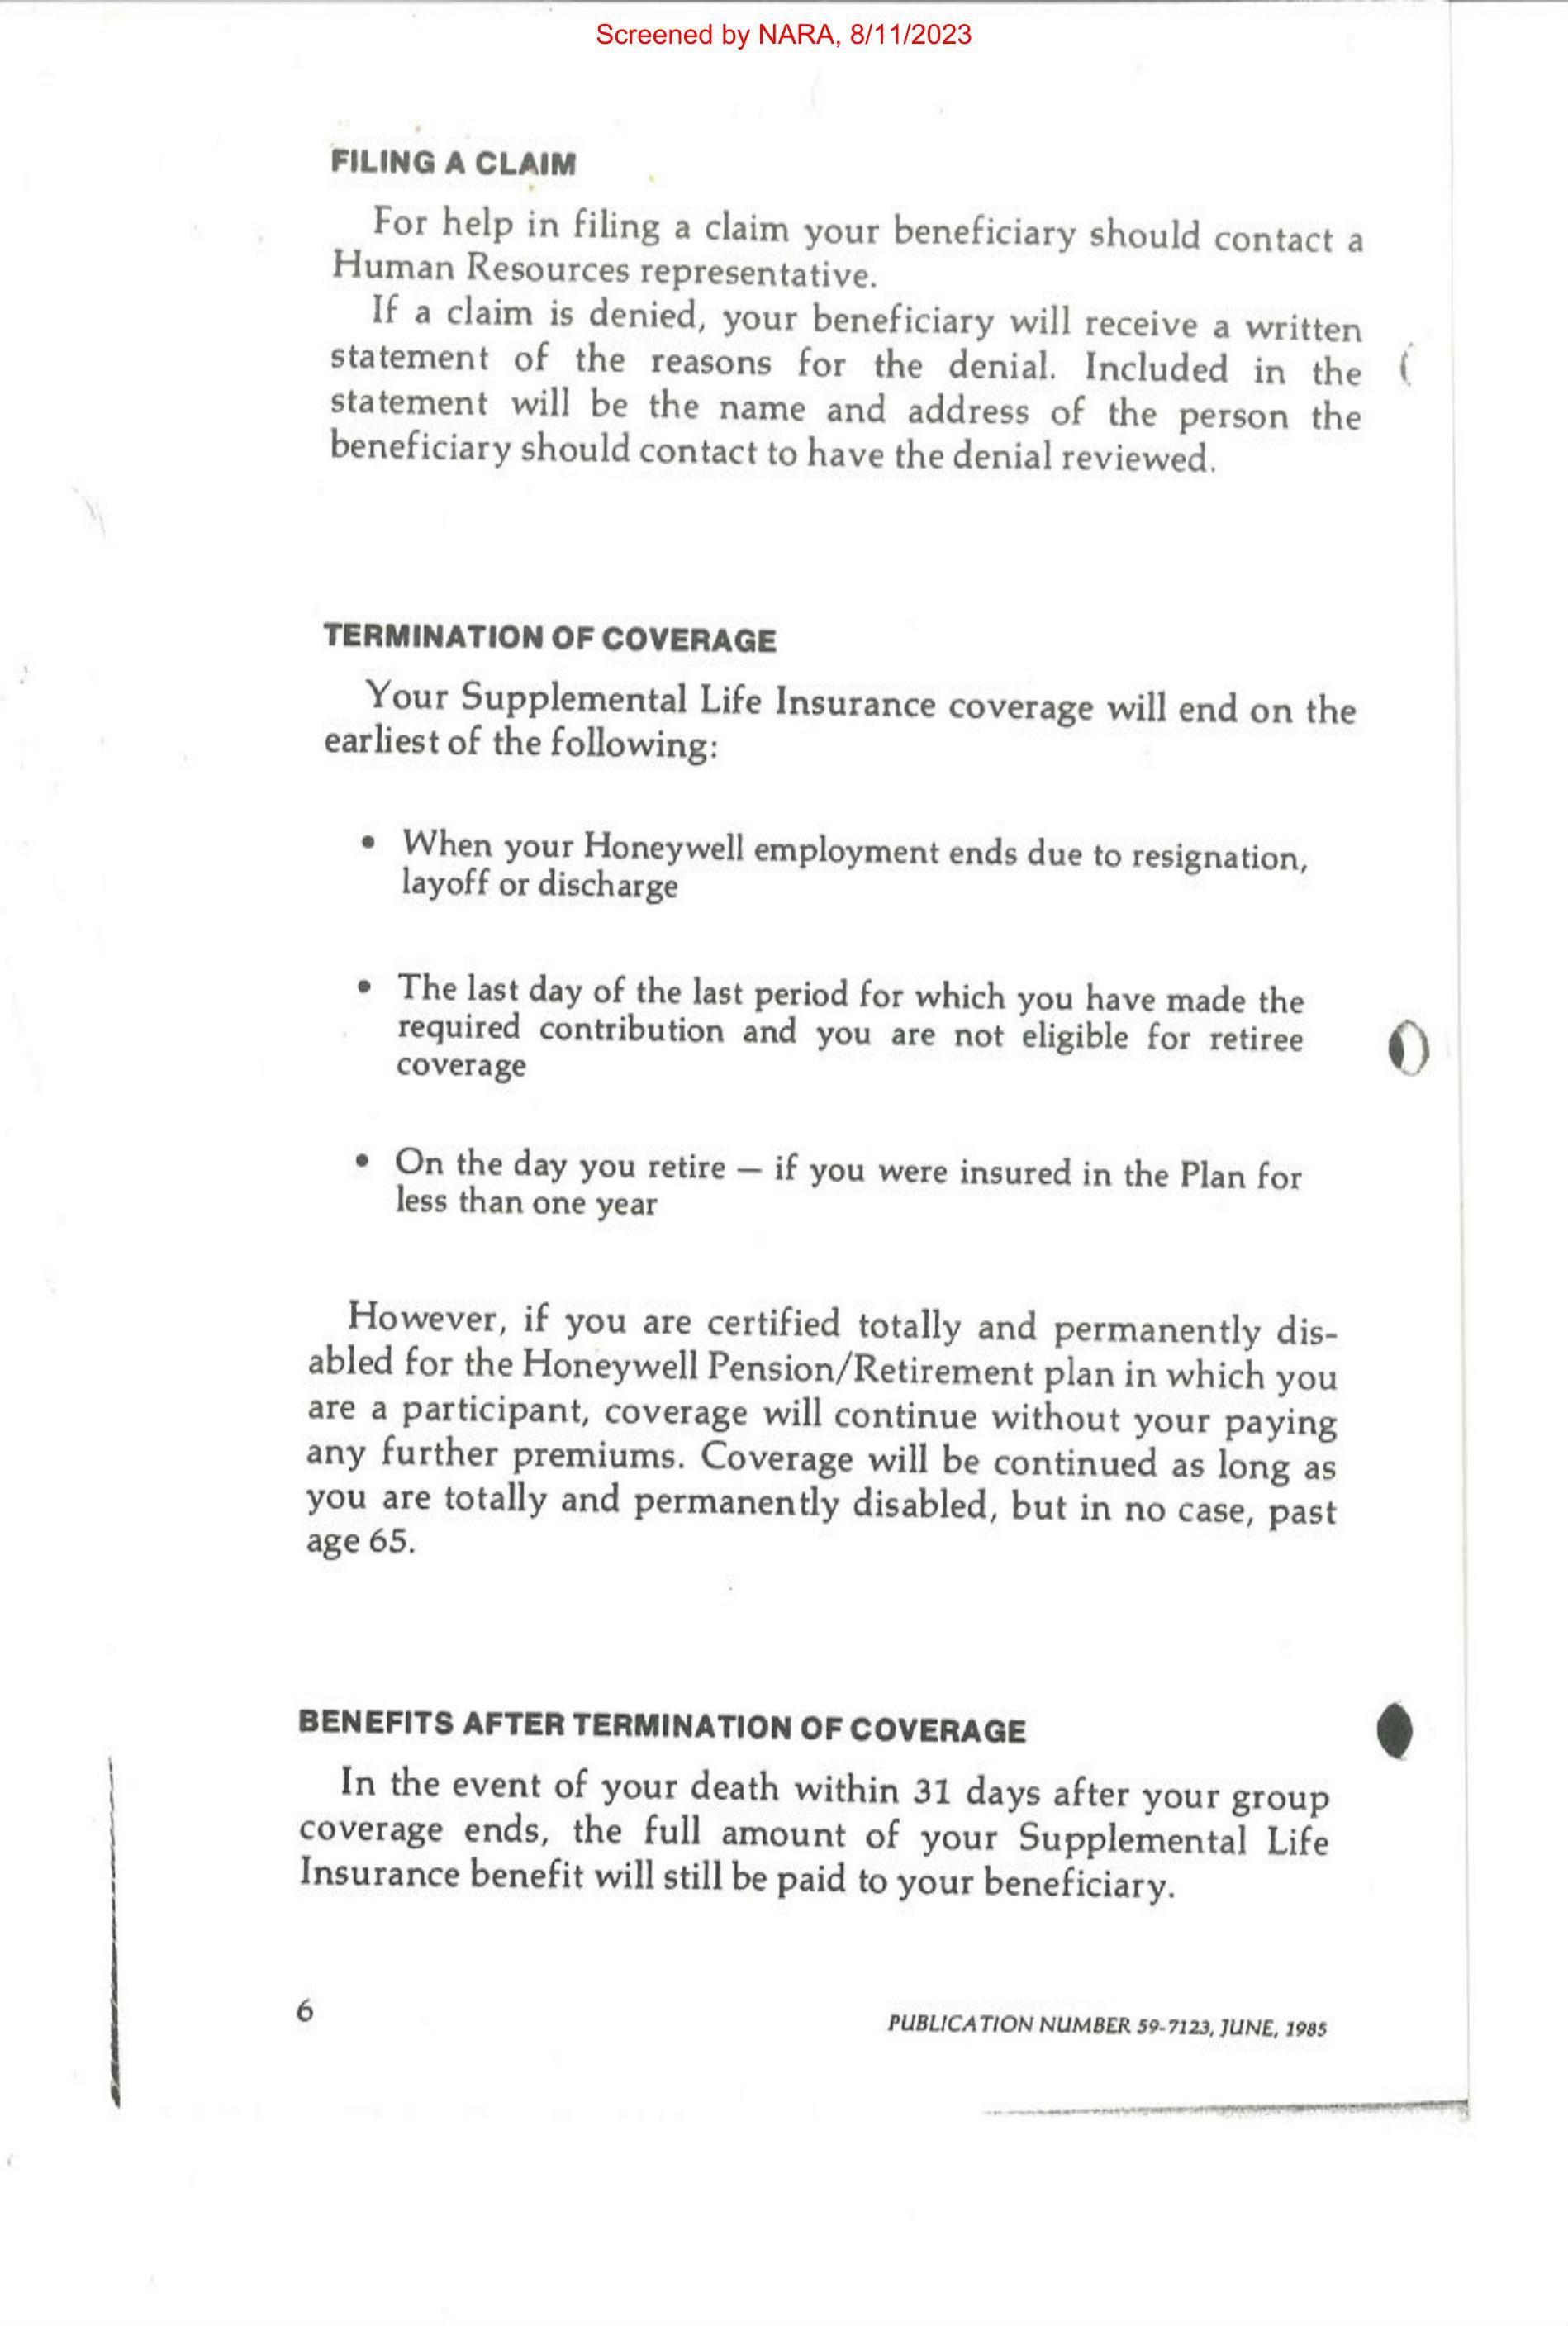 Screened by NARA, 8/11/2023
FILING A CLAIM
For help in filing a claim your beneficiary should contact a
Human Resources representative.
If a claim is denied, your beneficiary will receive a written
statement of the reasons for the denial. Included in the
statement will be the name and address of the person the
beneficiary should contact to have the denial reviewed.
TERMINATION OF COVERAGE
Your Supplemental Life Insurance coverage will end on the
earliest of the following:
• When your Honeywell employment ends due to resignation,
layoff or discharge
• The last day of the last period for which you have made the
required contribution and you are not eligible for retiree
coverage
• On the day you retire — if you were insured in the Plan for
less than one year
However, if you are certified totally and permanently dis-
abled for the Honeywell Pension/Retirement plan in which you
are a participant, coverage will continue without your paying
any further premiums. Coverage will be continued as long as
you are totally and permanently disabled, but in no case, past
age 65.
BENEFITS AFTER TERMINATION OF COVERAGE
In the event of your death within 31 days after your group
coverage ends, the full amount of your Supplemental Life
Insurance benefit will still be paid to your beneficiary.
6
PUBLICATION NUMBER 59-7123, JUNE, 1985